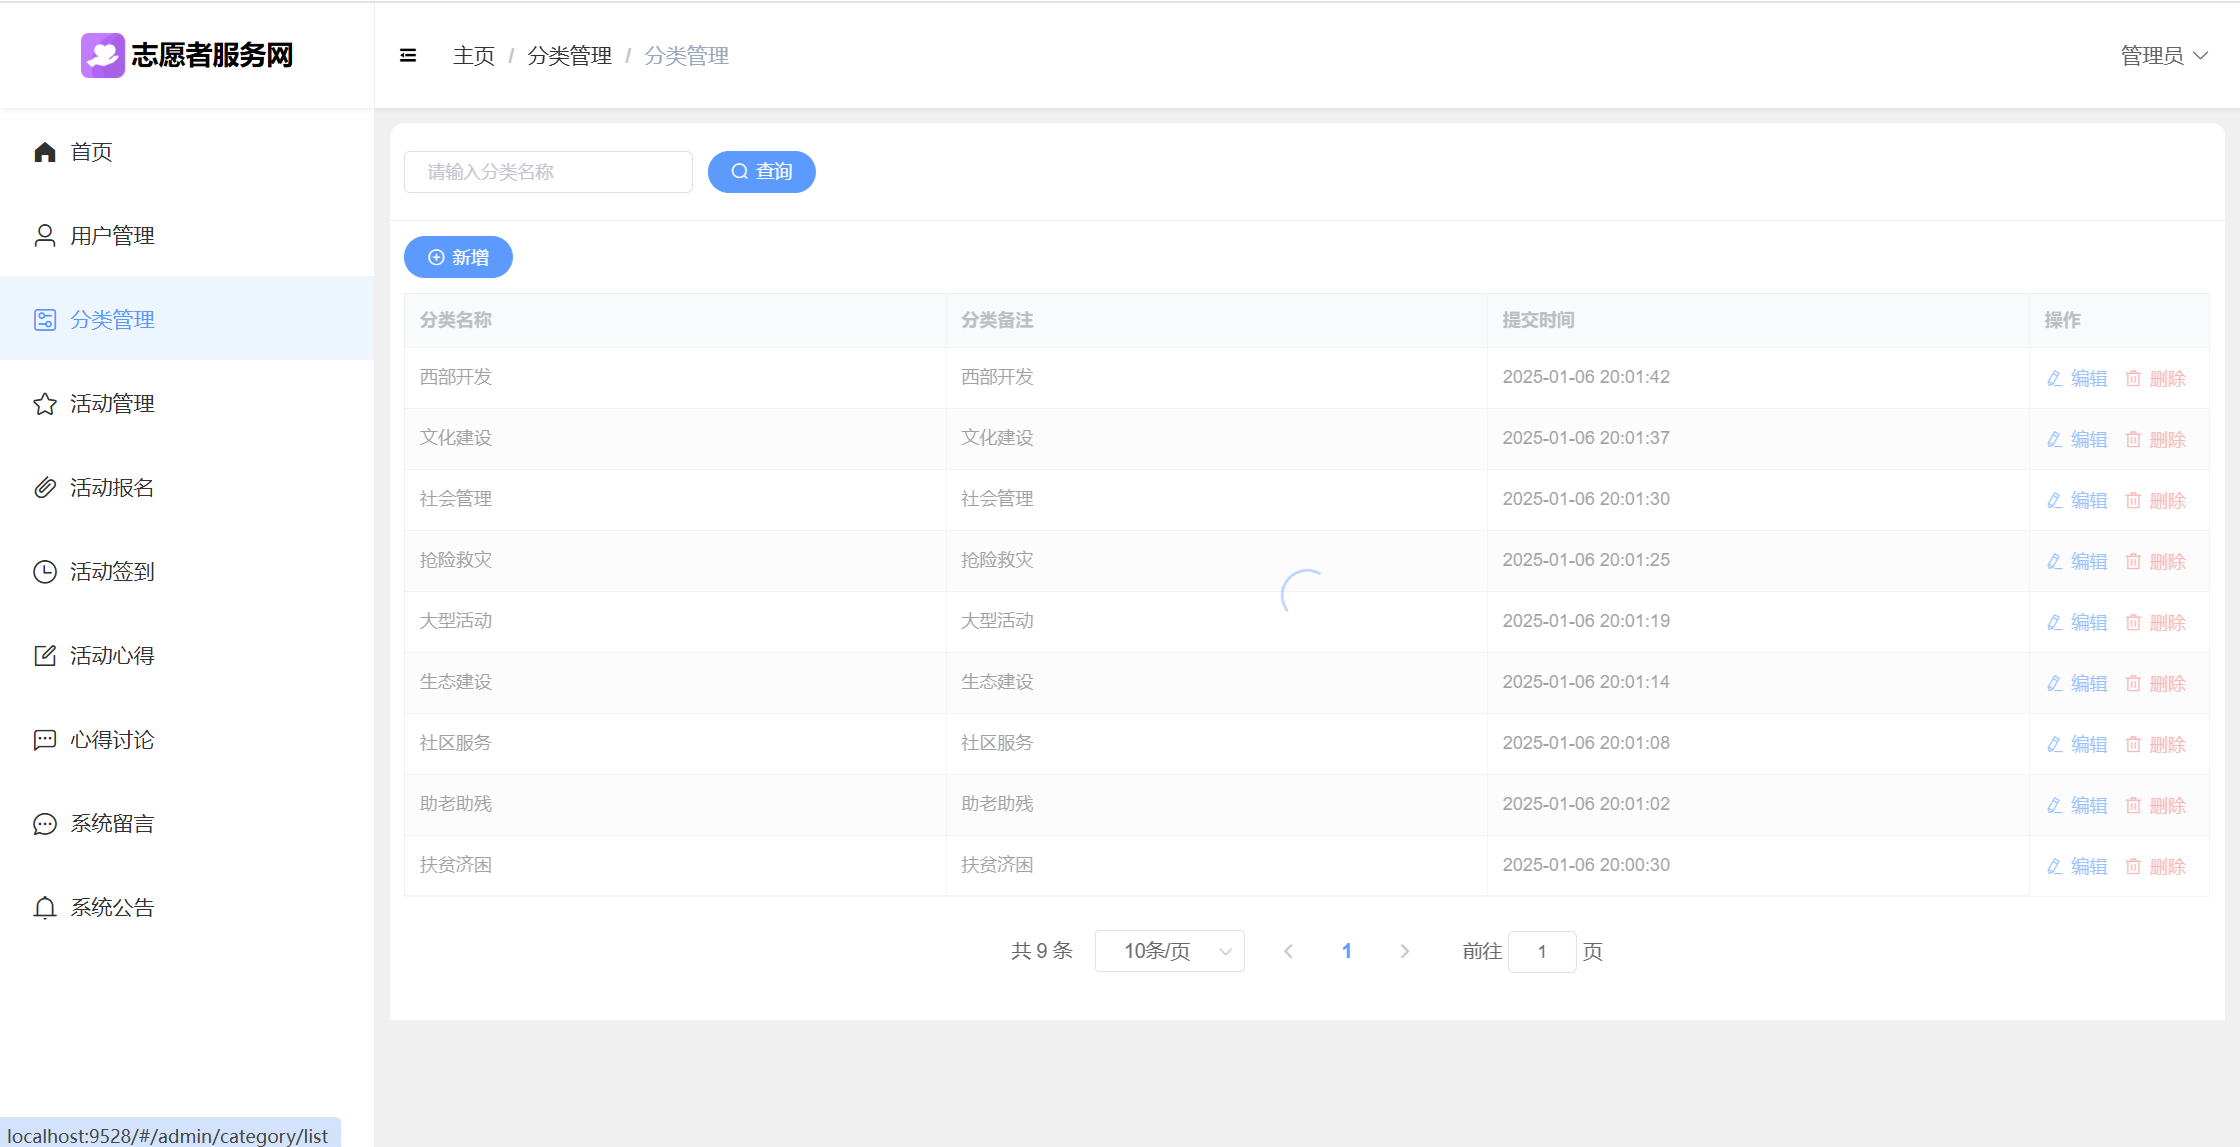 志愿者服务网
主页 / 分类管理 / 分类管理
管理员
首页
用户管理
分类管理
活动管理
活动报名
活动签到
活动心得
心得讨论
系统留言
系统公告
请输入分类名称
查询
新增
分类名称 分类备注 提交时间 操作
西部开发 西部开发 2025-01-06 20:01:42 编辑 删除
文化建设 文化建设 2025-01-06 20:01:37 编辑 删除
社会管理 社会管理 2025-01-06 20:01:30 编辑 删除
抢险救灾 抢险救灾 2025-01-06 20:01:25 编辑 删除
大型活动 大型活动 2025-01-06 20:01:19 编辑 删除
生态建设 生态建设 2025-01-06 20:01:14 编辑 删除
社区服务 社区服务 2025-01-06 20:01:08 编辑 删除
助老助残 助老助残 2025-01-06 20:01:02 编辑 删除
扶贫济困 扶贫济困 2025-01-06 20:00:30 编辑 删除
共 9 条 10条/页 1 前往 1 页
localhost:9528/#/admin/category/list